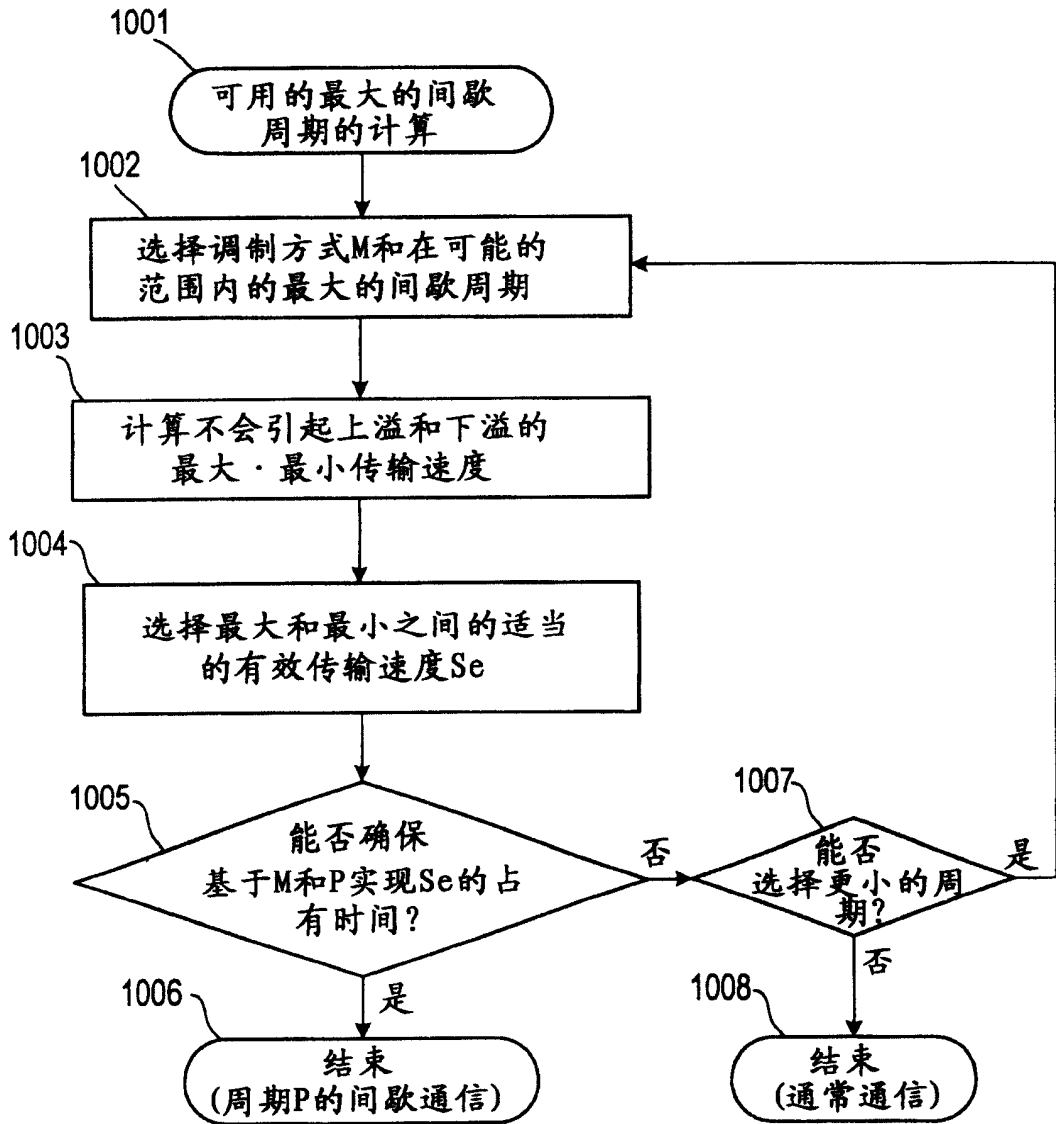 1001
可用的最大的间歇
周期的计算
1002
选择调制方式M和在可能的
范围内的最大的间歇周期
1003
计算不会引起上溢和下溢的
最大·最小传输速度
1004
选择最大和最小之间的适当
的有效传输速度Se
1005
能否确保
基于M和P实现Se的占
有时间?
否
1007
能否
选择更小的周
期?
是
是
否
1006
结束
(周期P的间歇通信)
1008
结束
(通常通信)